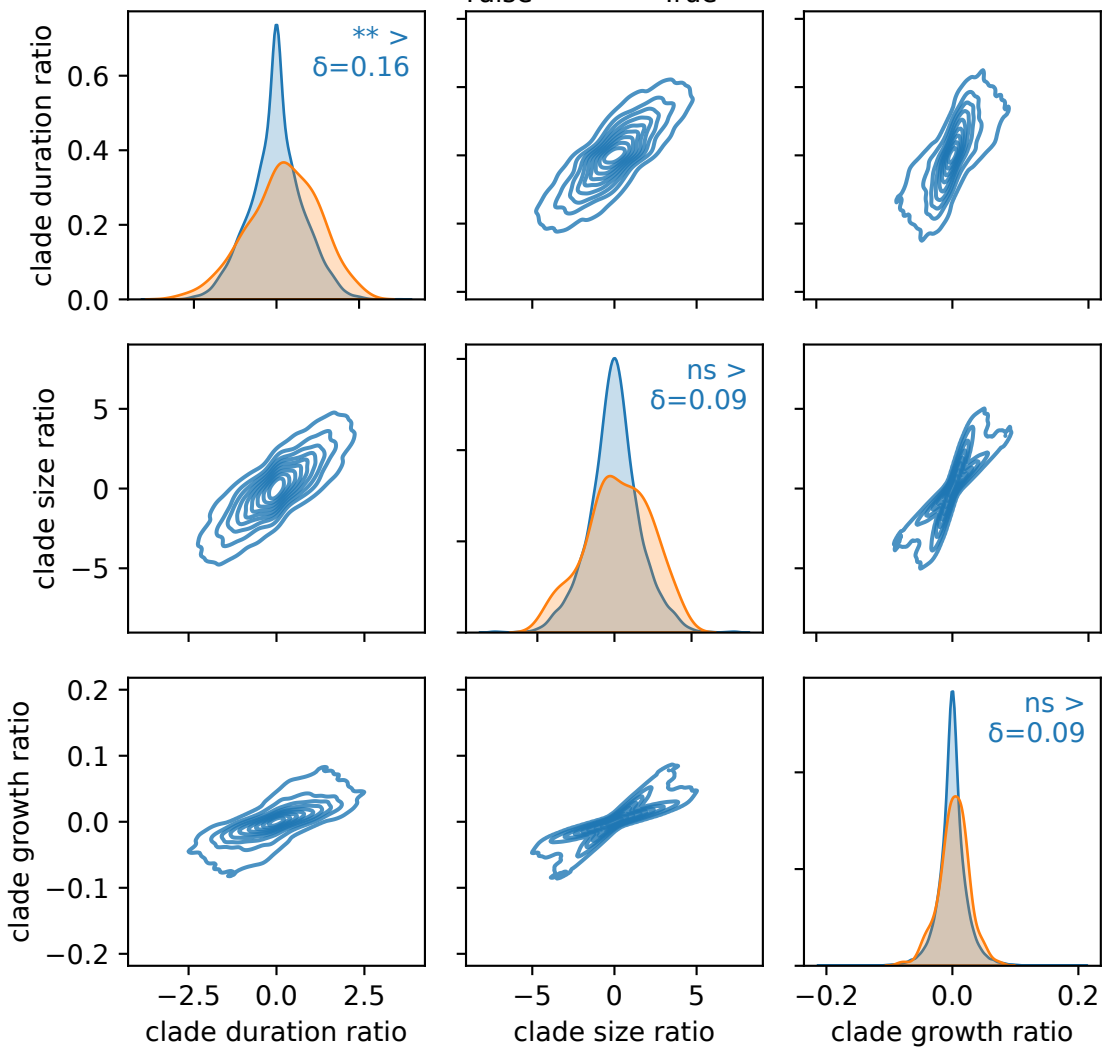 True
** >
δ=0.16
clade duration ratio
0.6
0.4
0.2
0.0
ns >
δ=0.09
clade size ratio
5
0
−5
ns >
δ=0.09
clade growth ratio
0.2
0.1
0.0
−0.1
−0.2
−2.5 0.0 2.5
−5 0 5
−0.2 0.0 0.2
clade duration ratio
clade size ratio
clade growth ratio